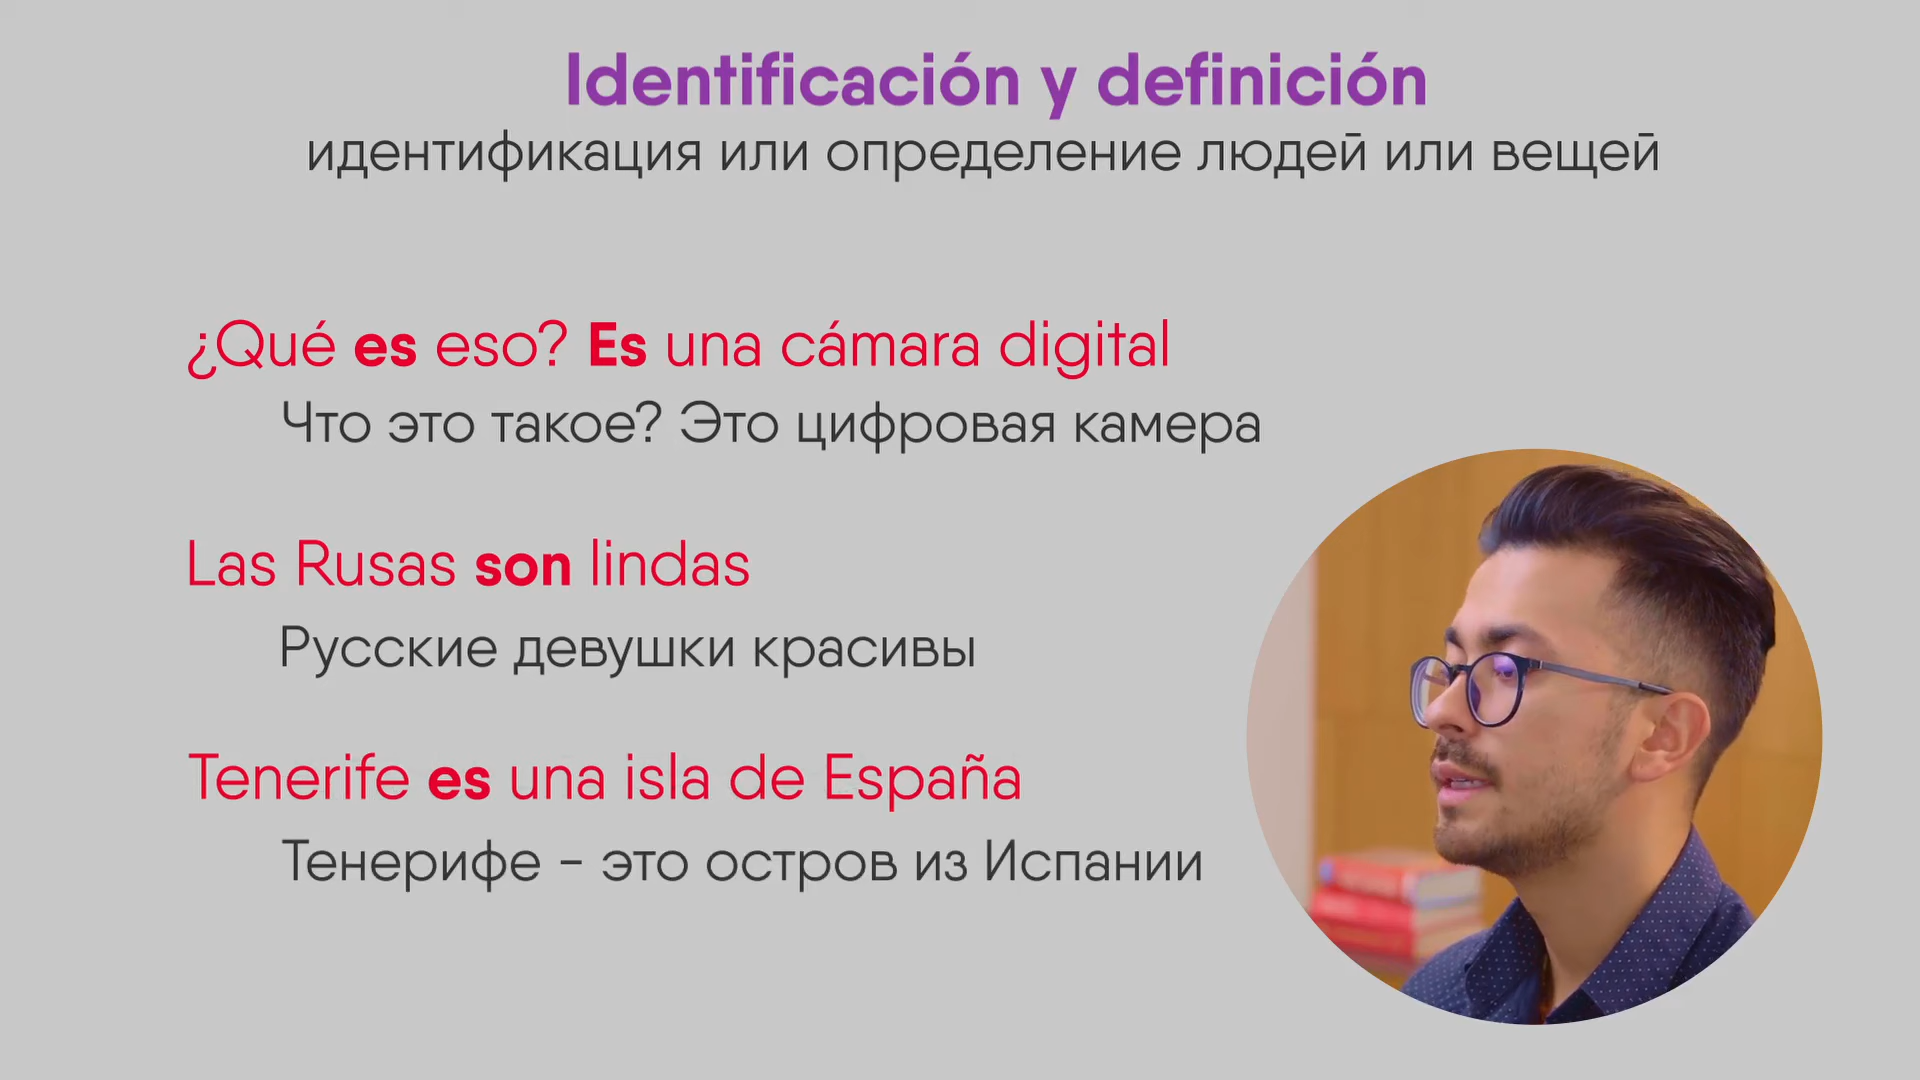 Identificación y definición
идентификация или определение людей или вещей
¿Qué es eso? Es una cámara digital
Что это такое? Это цифровая камера
Las Rusas son lindas
Русские девушки красивы
Tenerife es una isla de España
Тенерифе - это остров из Испании